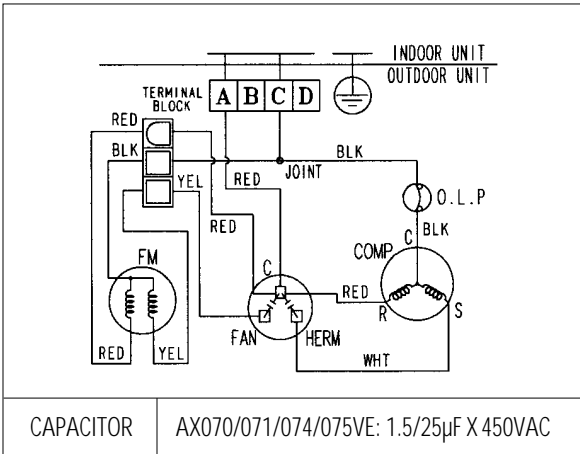 INDOOR UNIT
OUTDOOR UNIT
TERMINAL
BLOCK
A B C D
RED
BLK
YEL
RED
JOINT
BLK
O.L.P
BLK
RED
FM
C
COMP
C
RED
R
S
FAN
HERM
RED
YEL
WHT
CAPACITOR
AX070/071/074/075VE: 1.5/25µF X 450VAC